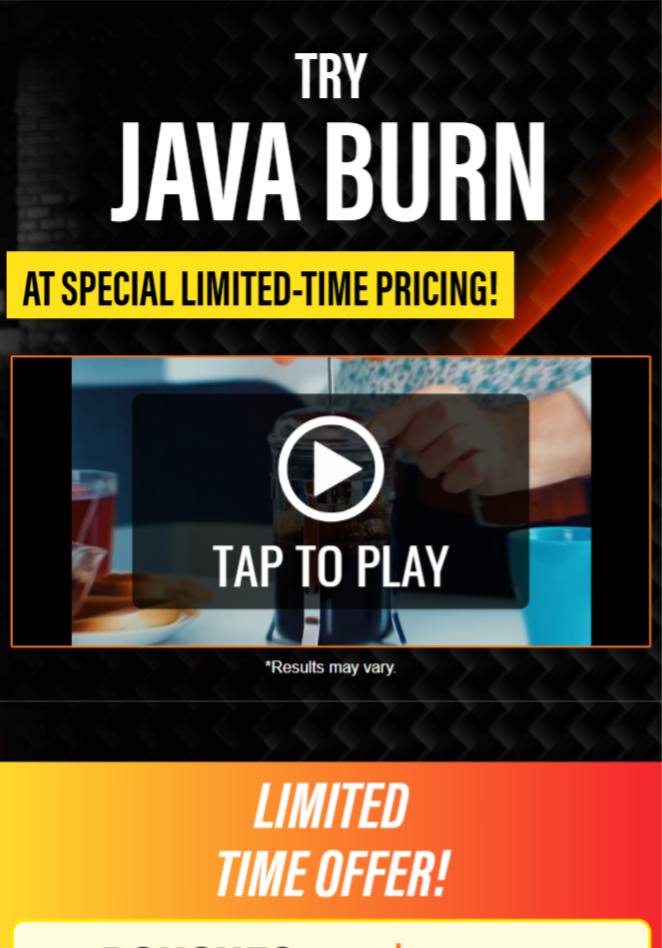 TRY
JAVA BURN
AT SPECIAL LIMITED-TIME PRICING!
TAP TO PLAY
*Results may vary.
LIMITED
TIME OFFER!